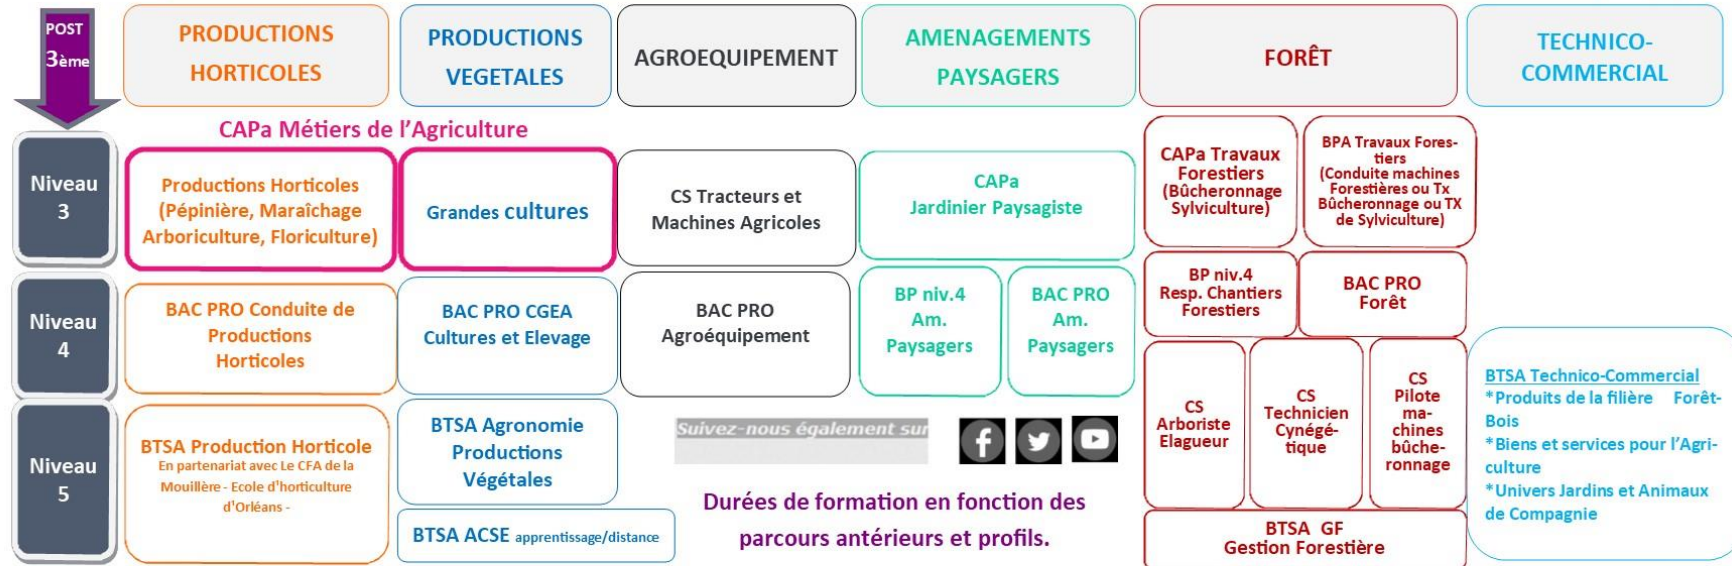 POST
3ème
PRODUCTIONS
HORTICOLES
PRODUCTIONS
VEGETALES
AGROEQUIPEMENT
AMENAGEMENTS
PAYSAGERS
FORÊT
TECHNICO-
COMMERCIAL
CAPa Métiers de l'Agriculture
Niveau
3
Productions Horticoles
(Pépinière, Maraîchage
Arboriculture, Floriculture)
Grandes cultures
CS Tracteurs et
Machines Agricoles
CAPa
Jardinier Paysagiste
CAPa Travaux
Forestiers
(Bûcheronnage
Sylviculture)
BPA Travaux Fores-
tiers
(Conduite machines
Forestières ou Tx
Bûcheronnage ou TX
de Sylviculture)
Niveau
4
BAC PRO Conduite de
Productions
Horticoles
BAC PRO CGEA
Cultures et Elevage
BAC PRO
Agroéquipement
BP niv.4
Am.
Paysagers
BAC PRO
Am.
Paysagers
BP niv.4
Resp. Chantiers
Forestiers
BAC PRO
Forêt
Niveau
5
BTSA Production Horticole
En partenariat avec Le CFA de la
Mouillère - Ecole d'horticulture
d'Orléans -
BTSA Agronomie
Productions
Végétales
BTSA ACSE apprentissage/distance
Suivez-nous également sur
Durées de formation en fonction des
parcours antérieurs et profils.
CS
Arboriste
Elagueur
CS
Technicien
Cynégé-
tique
CS
Pilote
ma-
chines
bûche-
ronnage
BTSA GF
Gestion Forestière
BTSA Technico-Commercial
*Produits de la filière Forêt-
Bois
*Biens et services pour l'Agri-
culture
*Univers Jardins et Animaux
de Compagnie